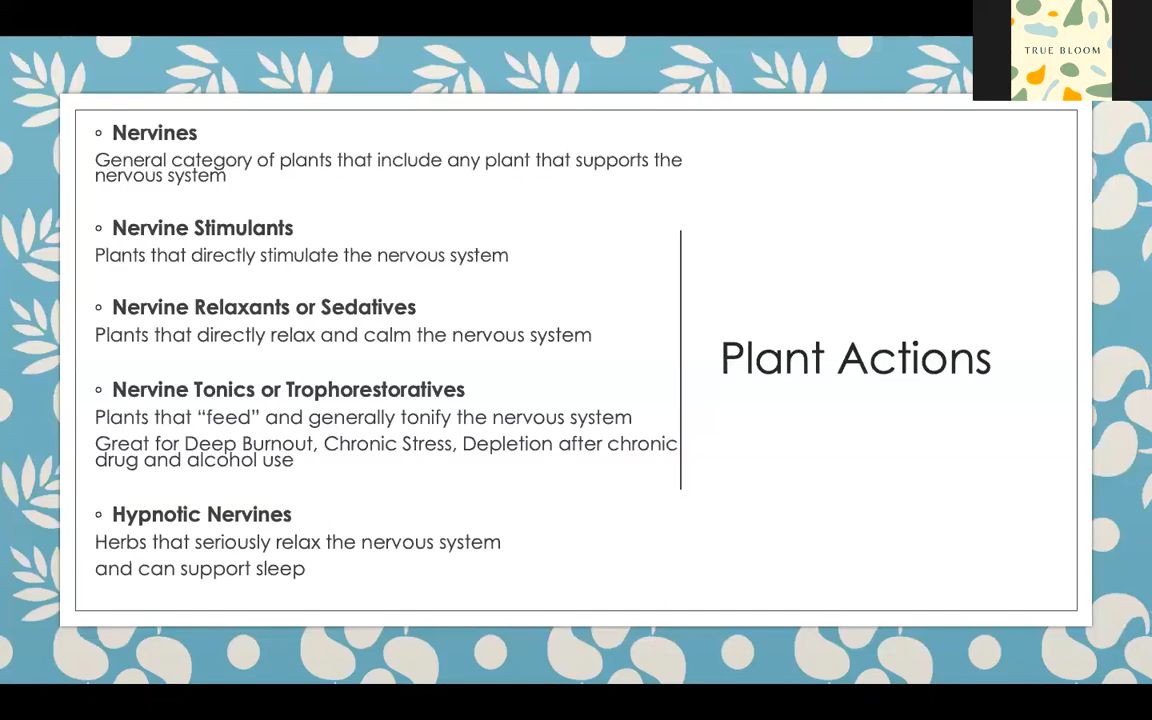 TRUE BLOOM
Nervines
General category of plants that include any plant that supports the
nervous system
Nervine Stimulants
Plants that directly stimulate the nervous system
Nervine Relaxants or Sedatives
Plants that directly relax and calm the nervous system
Nervine Tonics or Trophorestoratives
Plants that “feed” and generally tonify the nervous system
Great for Deep Burnout, Chronic Stress, Depletion after chronic
drug and alcohol use
Hypnotic Nervines
Herbs that seriously relax the nervous system
and can support sleep
Plant Actions